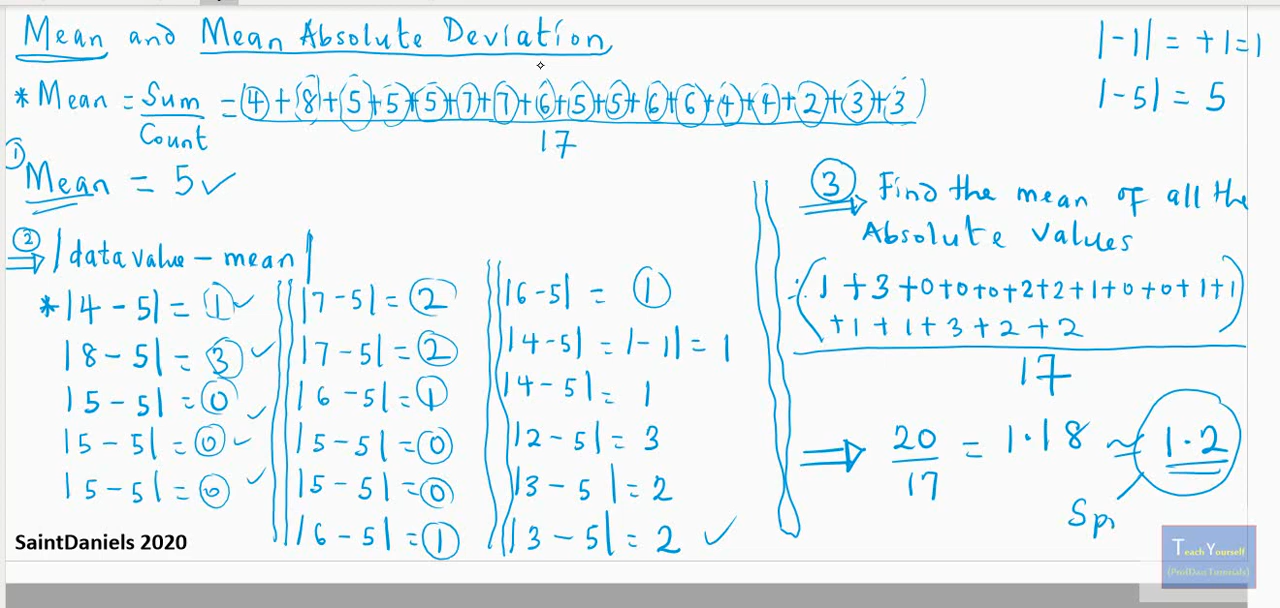 Mean and Mean Absolute Deviation
|-1| = +1 = 1
|-5| = 5
* Mean = Sum/Count = (4+8+5+5+5+7+7+6+5+5+6+6+4+4+2+3+3)/17
① Mean = 5 ✓
② ⇒ |data value - mean|
* |4 - 5| = 1 ✓
|8 - 5| = 3 ✓
|5 - 5| = 0 ✓
|5 - 5| = 0 ✓
|5 - 5| = 0 ✓
|7 - 5| = 2
|7 - 5| = 2
|6 - 5| = 1
|5 - 5| = 0
|5 - 5| = 0
|6 - 5| = 1
|6 - 5| = 1
|4 - 5| = |-1| = 1
|4 - 5| = 1
|2 - 5| = 3
|3 - 5| = 2
|3 - 5| = 2 ✓
③ ⇒ Find the mean of all the
Absolute values
(1 + 3 + 0 + 0 + 0 + 2 + 2 + 1 + 0 + 0 + 1 + 1
+ 1 + 1 + 3 + 2 + 2)
17
⇒ 20/17 = 1.18 ≈ 1.2
Spr
SaintDaniels 2020
Teach Yourself
(ProfDan Tutorials)